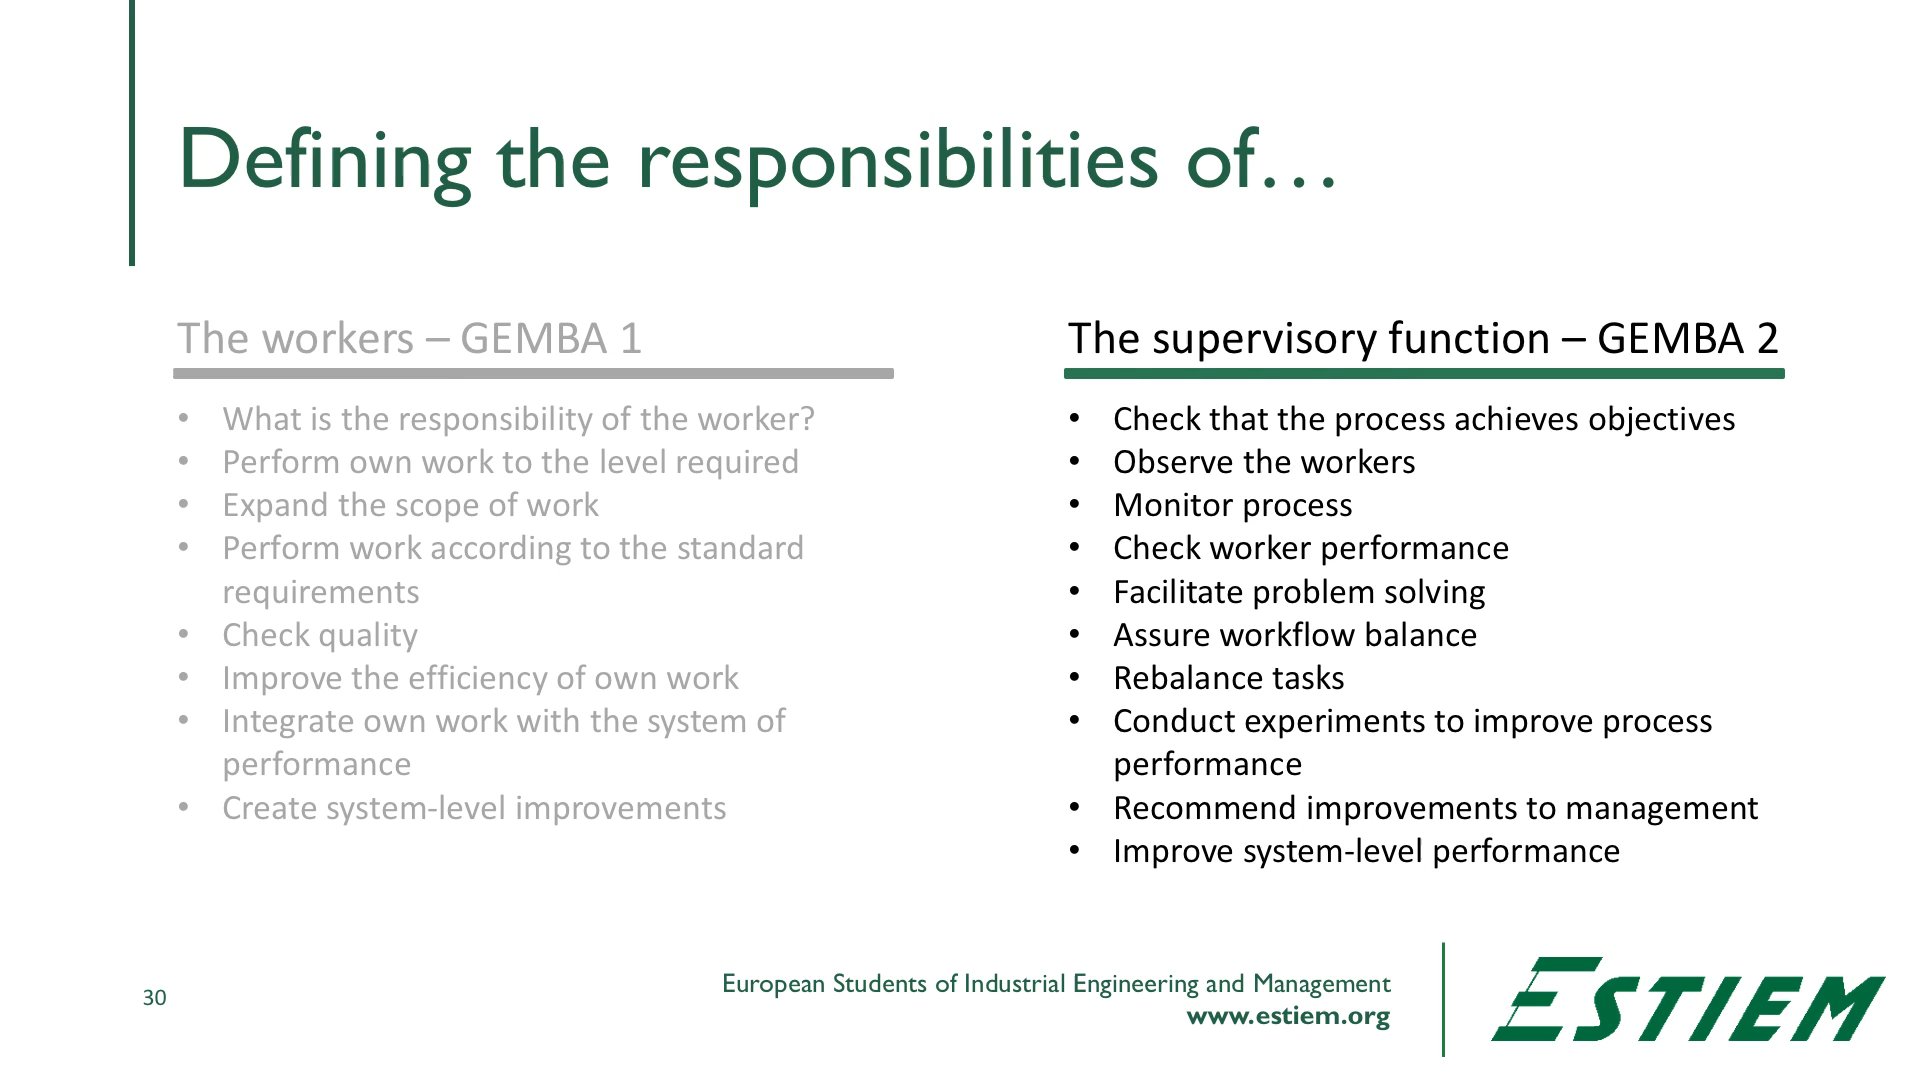 Defining the responsibilities of…
The workers – GEMBA 1
• What is the responsibility of the worker?
• Perform own work to the level required
• Expand the scope of work
• Perform work according to the standard
requirements
• Check quality
• Improve the efficiency of own work
• Integrate own work with the system of
performance
• Create system-level improvements
The supervisory function – GEMBA 2
• Check that the process achieves objectives
• Observe the workers
• Monitor process
• Check worker performance
• Facilitate problem solving
• Assure workflow balance
• Rebalance tasks
• Conduct experiments to improve process
performance
• Recommend improvements to management
• Improve system-level performance
30
European Students of Industrial Engineering and Management
www.estiem.org
ESTIEM